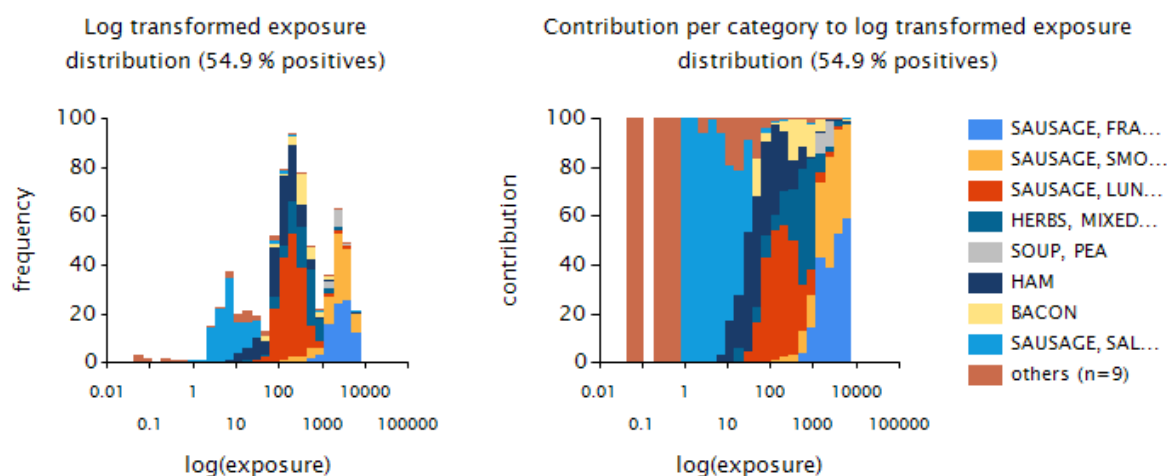 Log transformed exposure
distribution (54.9 % positives)
frequency
100
80
60
40
20
0
0.01
1
100
10000
0.1
10
1000
100000
log(exposure)
Contribution per category to log transformed exposure
distribution (54.9 % positives)
contribution
100
80
60
40
20
0
0.01
1
100
10000
0.1
10
1000
100000
log(exposure)
SAUSAGE, FRA...
SAUSAGE, SMO...
SAUSAGE, LUN...
HERBS, MIXED...
SOUP, PEA
HAM
BACON
SAUSAGE, SAL...
others (n=9)